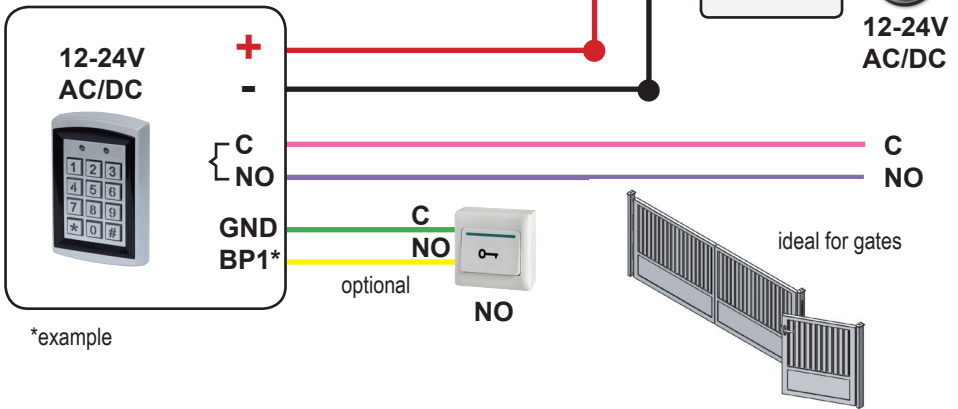 12-24V
AC/DC
12-24V
AC/DC
+
-
C
NO
C
NO
GND
BP1*
C
NO
optional
NO
ideal for gates
*example
1 2 3
4 5 6
7 8 9
* 0 #